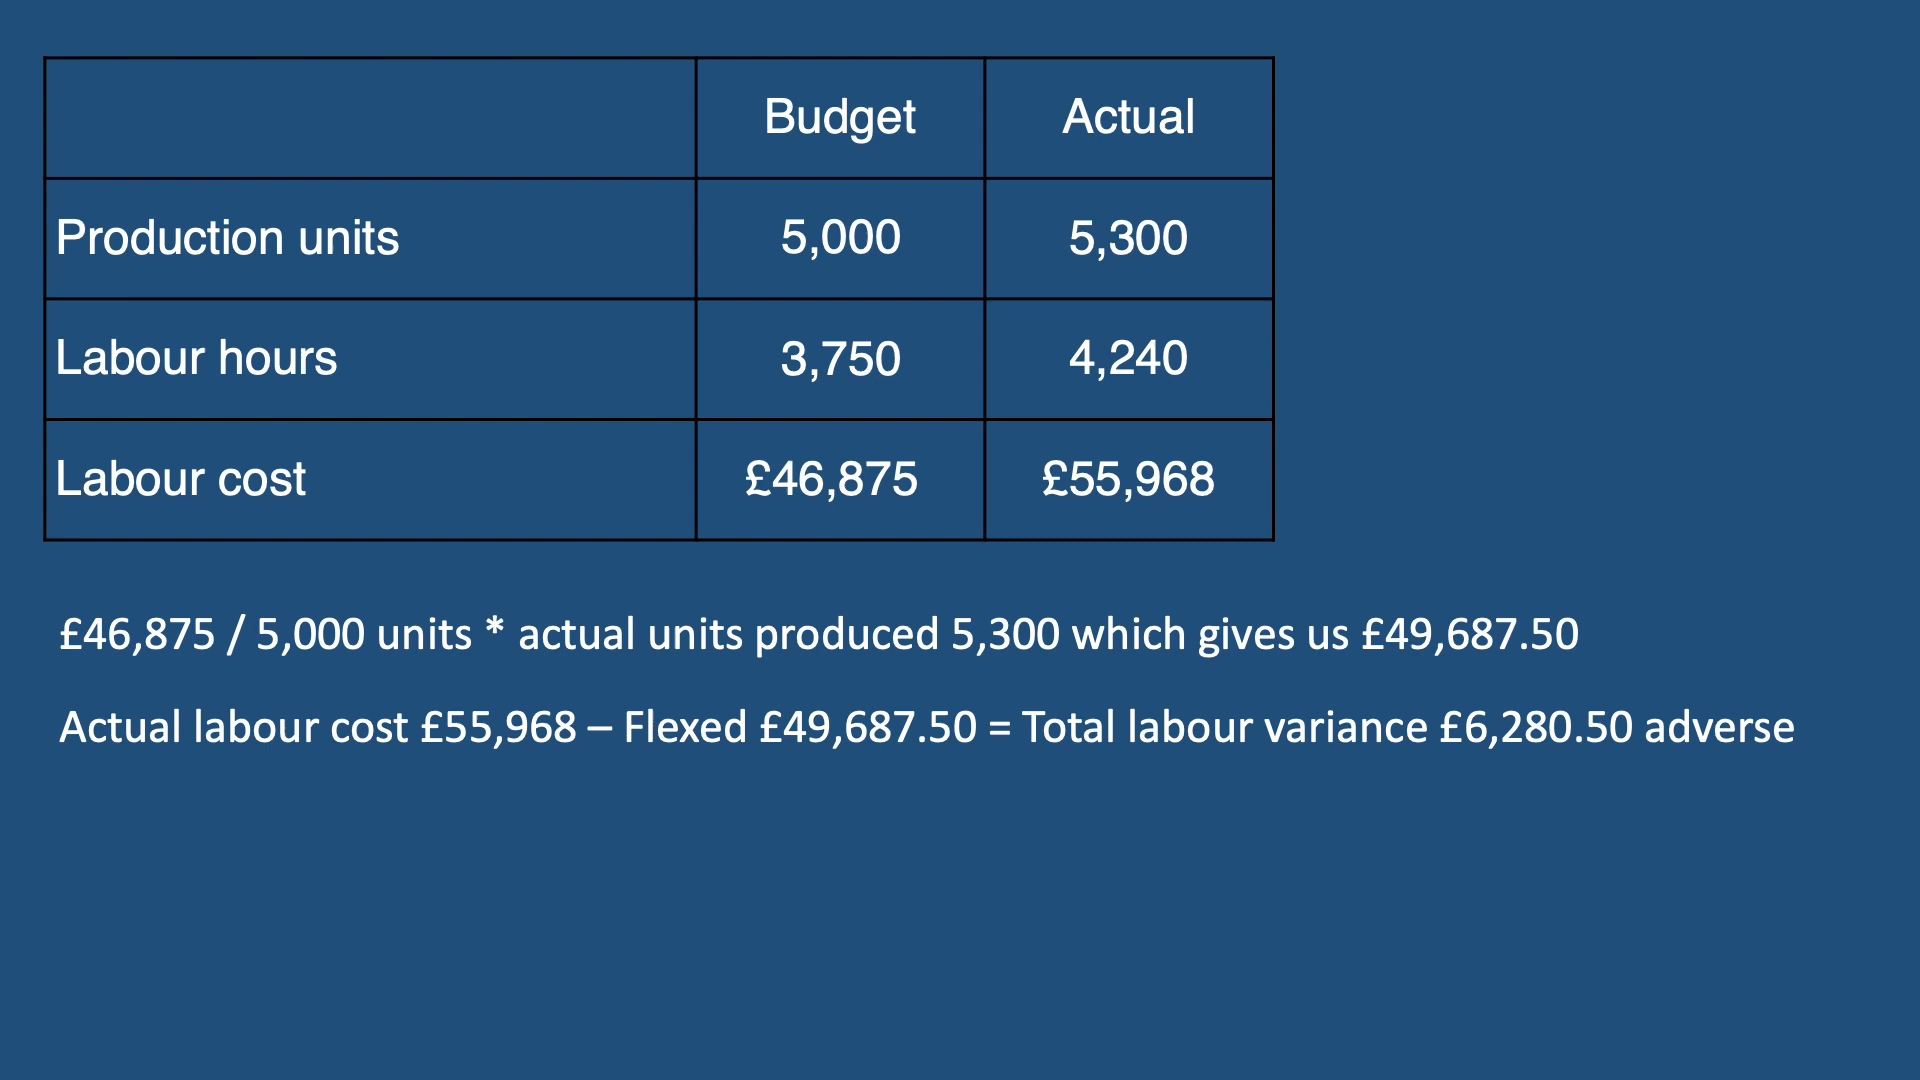 Budget Actual
Production units 5,000 5,300
Labour hours 3,750 4,240
Labour cost £46,875 £55,968
£46,875 / 5,000 units * actual units produced 5,300 which gives us £49,687.50
Actual labour cost £55,968 – Flexed £49,687.50 = Total labour variance £6,280.50 adverse